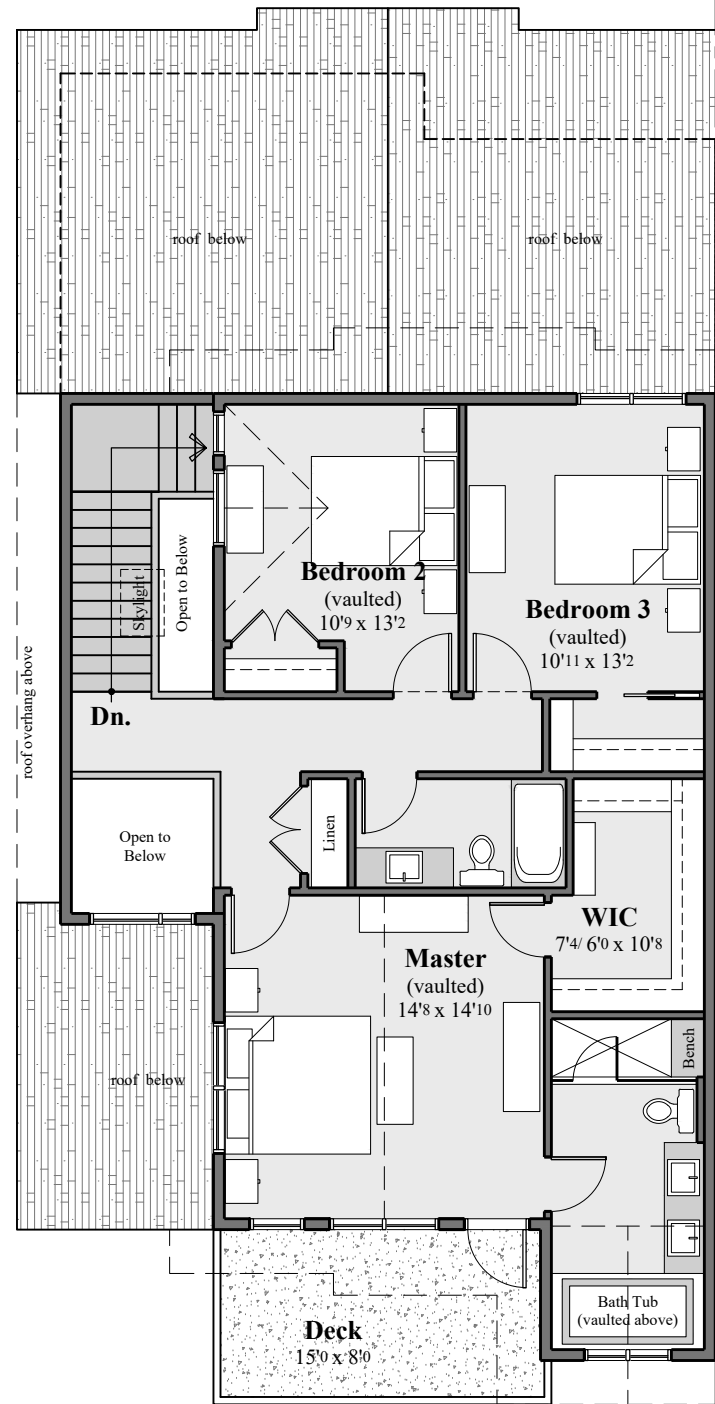 roof below
roof below
Open to Below
Skylight
Bedroom 2
(vaulted)
10'9 x 13'2
Bedroom 3
(vaulted)
10'11 x 13'2
roof overhang above
Dn.
Open to
Below
Linen
WIC
7'4/ 6'0 x 10'8
Master
(vaulted)
14'8 x 14'10
Bench
roof below
Bath Tub
(vaulted above)
Deck
15'0 x 8'0